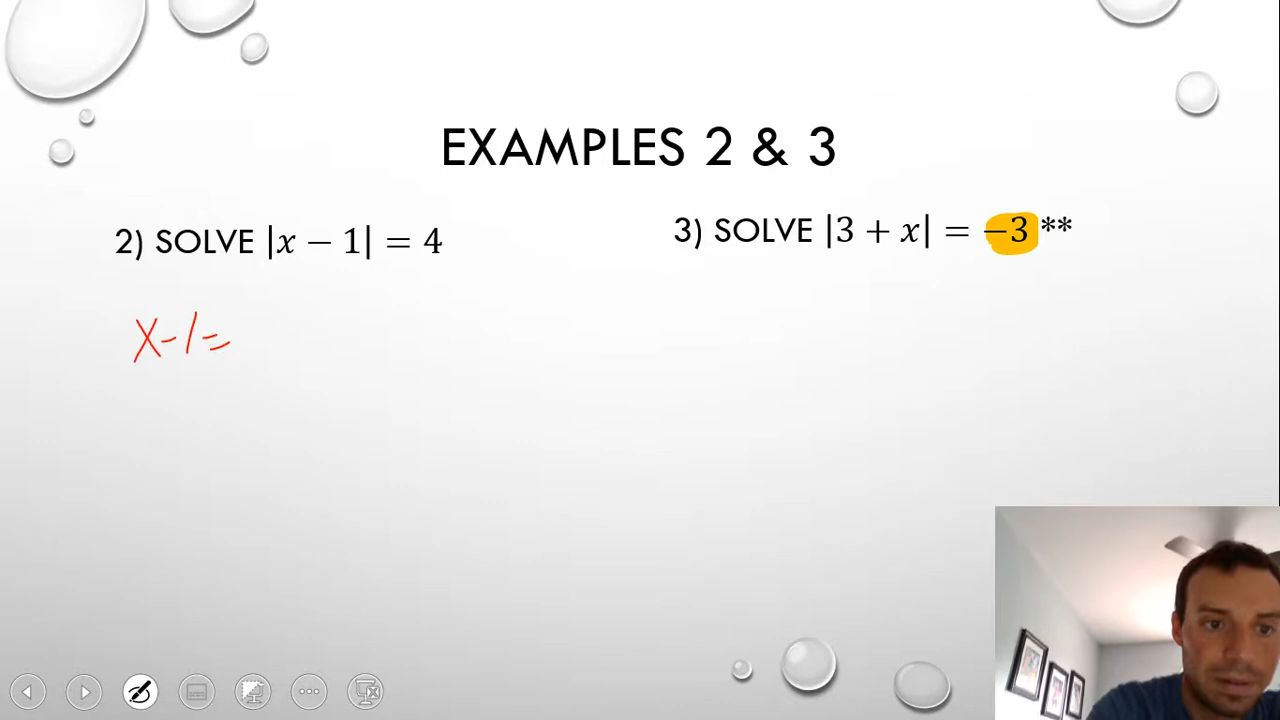 EXAMPLES 2 & 3
2) SOLVE |x − 1| = 4
3) SOLVE |3 + x| = −3 **
X-1=